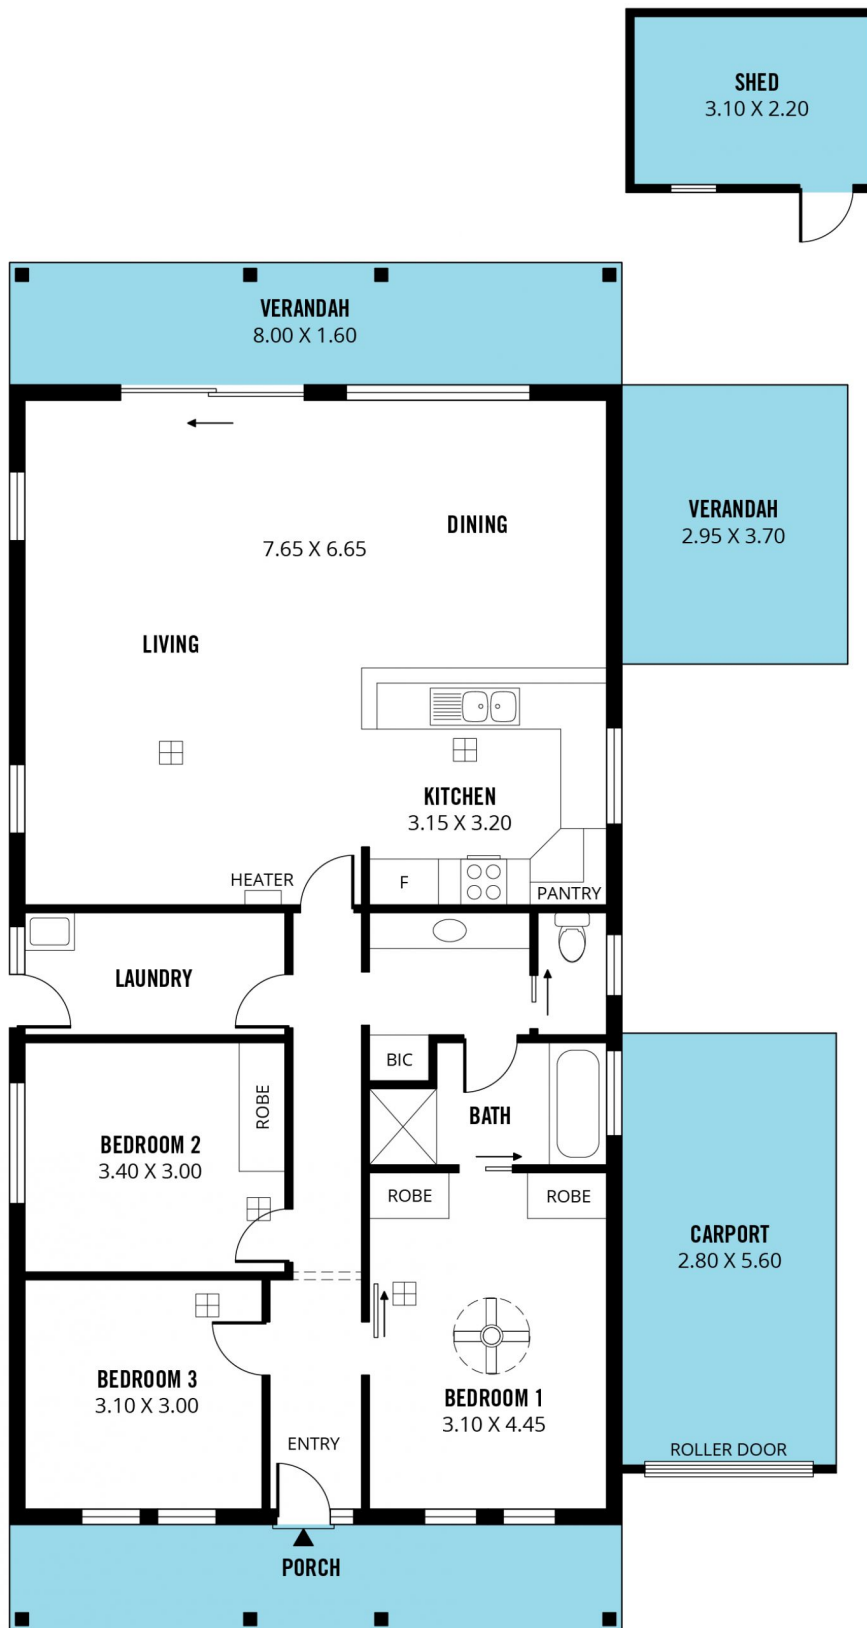 SHED
3.10 X 2.20
VERANDAH
8.00 X 1.60
VERANDAH
2.95 X 3.70
DINING
7.65 X 6.65
LIVING
KITCHEN
3.15 X 3.20
HEATER
F
PANTRY
LAUNDRY
BIC
ROBE
BATH
BEDROOM 2
3.40 X 3.00
ROBE
ROBE
CARPORT
2.80 X 5.60
BEDROOM 3
3.10 X 3.00
BEDROOM 1
3.10 X 4.45
ENTRY
ROLLER DOOR
PORCH